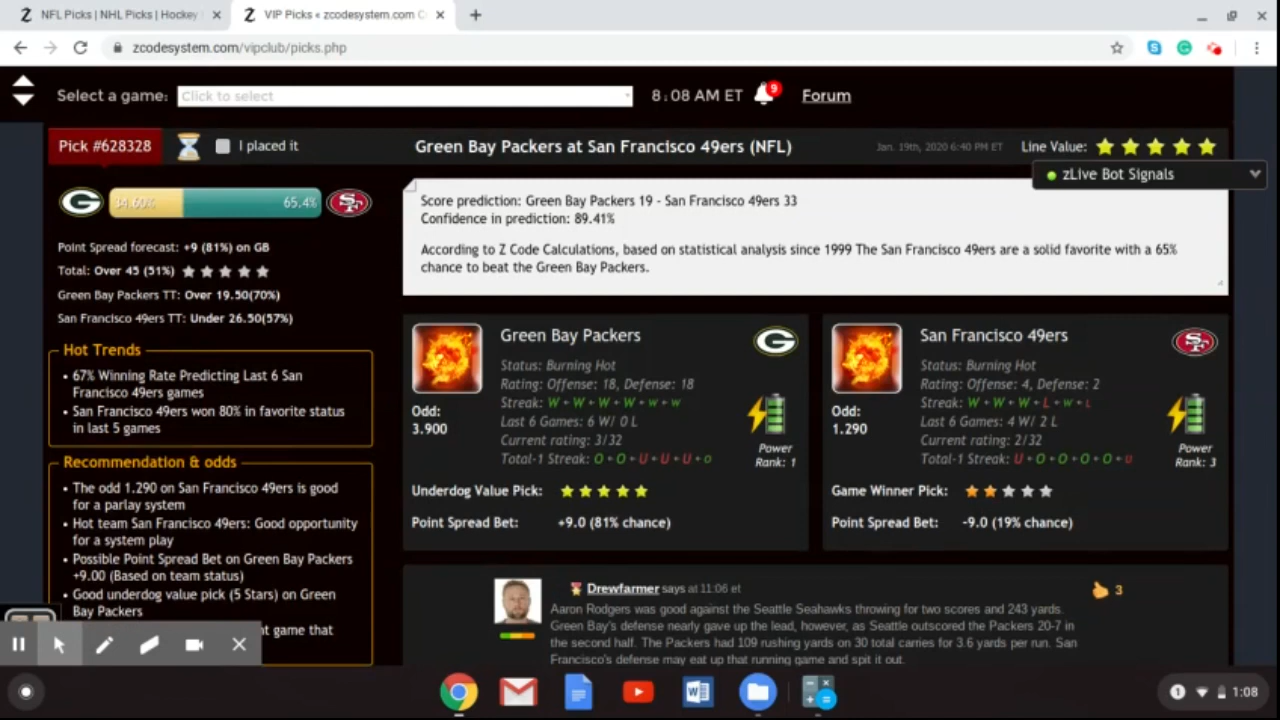 NFL Picks | NHL Picks | Hockey
VIP Picks « zcodesystem.com C
zcodesystem.com/vipclub/picks.php
Select a game:
Click to select
8:08 AM ET
9
Forum
Pick #628328
I placed it
Green Bay Packers at San Francisco 49ers (NFL)
Jan. 19th, 2020 6:40 PM ET
Line Value:
zLive Bot Signals
34.60%
65.4%
Point Spread forecast: +9 (81%) on GB
Total: Over 45 (51%)
Green Bay Packers TT: Over 19.50(70%)
San Francisco 49ers TT: Under 26.50(57%)
Hot Trends
• 67% Winning Rate Predicting Last 6 San
Francisco 49ers games
• San Francisco 49ers won 80% in favorite status
in last 5 games
Recommendation & odds
• The odd 1.290 on San Francisco 49ers is good
for a parlay system
• Hot team San Francisco 49ers: Good opportunity
for a system play
• Possible Point Spread Bet on Green Bay Packers
+9.00 (Based on team status)
• Good underdog value pick (5 Stars) on Green
Bay Packers
game that
Score prediction: Green Bay Packers 19 - San Francisco 49ers 33
Confidence in prediction: 89.41%
According to Z Code Calculations, based on statistical analysis since 1999 The San Francisco 49ers are a solid favorite with a 65%
chance to beat the Green Bay Packers.
Green Bay Packers
Status: Burning Hot
Rating: Offense: 18, Defense: 18
Streak: W + W + W + W + w + w
Odd:
3.900
Last 6 Games: 6 W/ 0 L
Current rating: 3/32
Total-1 Streak: O + O + U + U + U + o
Power
Rank: 1
Underdog Value Pick:
Point Spread Bet: +9.0 (81% chance)
San Francisco 49ers
Status: Burning Hot
Rating: Offense: 4, Defense: 2
Streak: W + W + W + L + w + L
Odd:
1.290
Last 6 Games: 4 W/ 2 L
Current rating: 2/32
Total-1 Streak: U + O + O + O + O + U
Power
Rank: 3
Game Winner Pick:
Point Spread Bet: -9.0 (19% chance)
Drewfarmer says at 11:06 et
3
Aaron Rodgers was good against the Seattle Seahawks throwing for two scores and 243 yards.
Green Bay's defense nearly gave up the lead, however, as Seattle outscored the Packers 20-7 in
the second half. The Packers had 109 rushing yards on 30 total carries for 3.6 yards per run. San
Francisco's defense may eat up that running game and spit it out.
1
1:08